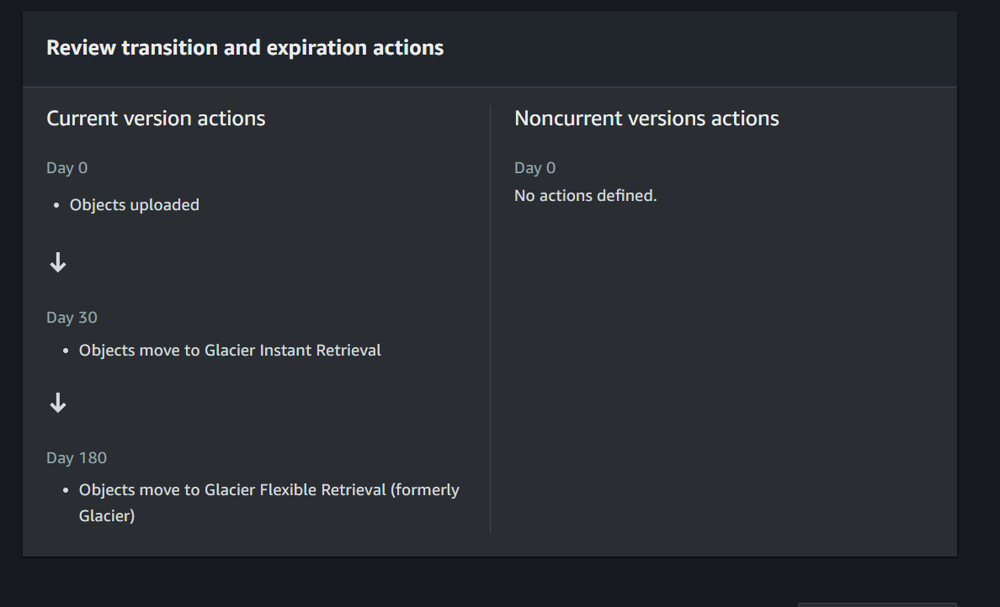 Review transition and expiration actions
Current version actions
Day 0
• Objects uploaded
Day 30
• Objects move to Glacier Instant Retrieval
Day 180
• Objects move to Glacier Flexible Retrieval (formerly
Glacier)
Noncurrent versions actions
Day 0
No actions defined.